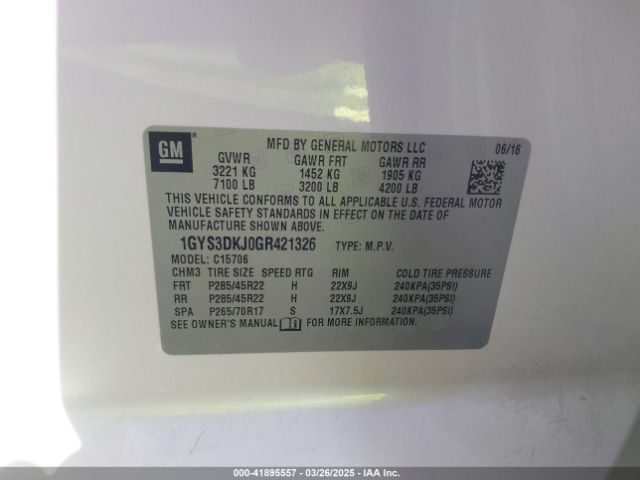 GM
MFD BY GENERAL MOTORS LLC 06/16
GVWR GAWR FRT GAWR RR
3221 KG 1452 KG 1905 KG
7100 LB 3200 LB 4200 LB
THIS VEHICLE CONFORMS TO ALL APPLICABLE U.S. FEDERAL MOTOR
VEHICLE SAFETY STANDARDS IN EFFECT ON THE DATE OF
MANUFACTURE SHOWN ABOVE.
1GYS3DKJ0GR421326 TYPE: M.P.V.
MODEL: C15706
CHM3 TIRE SIZE SPEED RTG RIM COLD TIRE PRESSURE
FRT P285/45R22 H 22X9J 240KPA(35PSI)
RR P285/45R22 H 22X9J 240KPA(35PSI)
SPA P265/70R17 S 17X7.5J 240KPA(35PSI)
SEE OWNER'S MANUAL FOR MORE INFORMATION
000-41895557 | 03/26/2025 | IAA Inc.